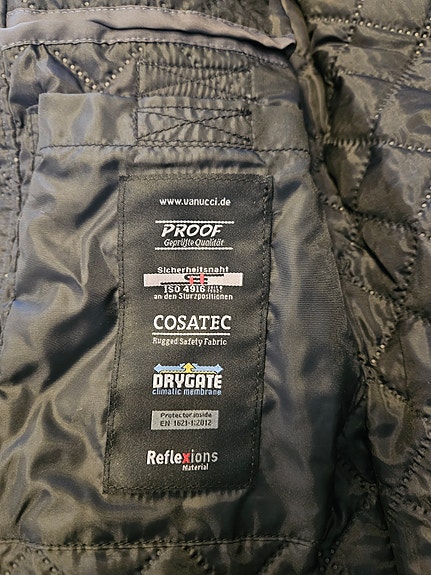 www.vanucci.de
PROOF
Geprüfte Qualität
Sicherheitsnaht
ISO 4916
an den Sturzpositionen
COSATEC
Rugged Safety Fabric
DRYGATE
climatic membrane
Protector inside
EN 1621-1:2012
Reflexions
Material